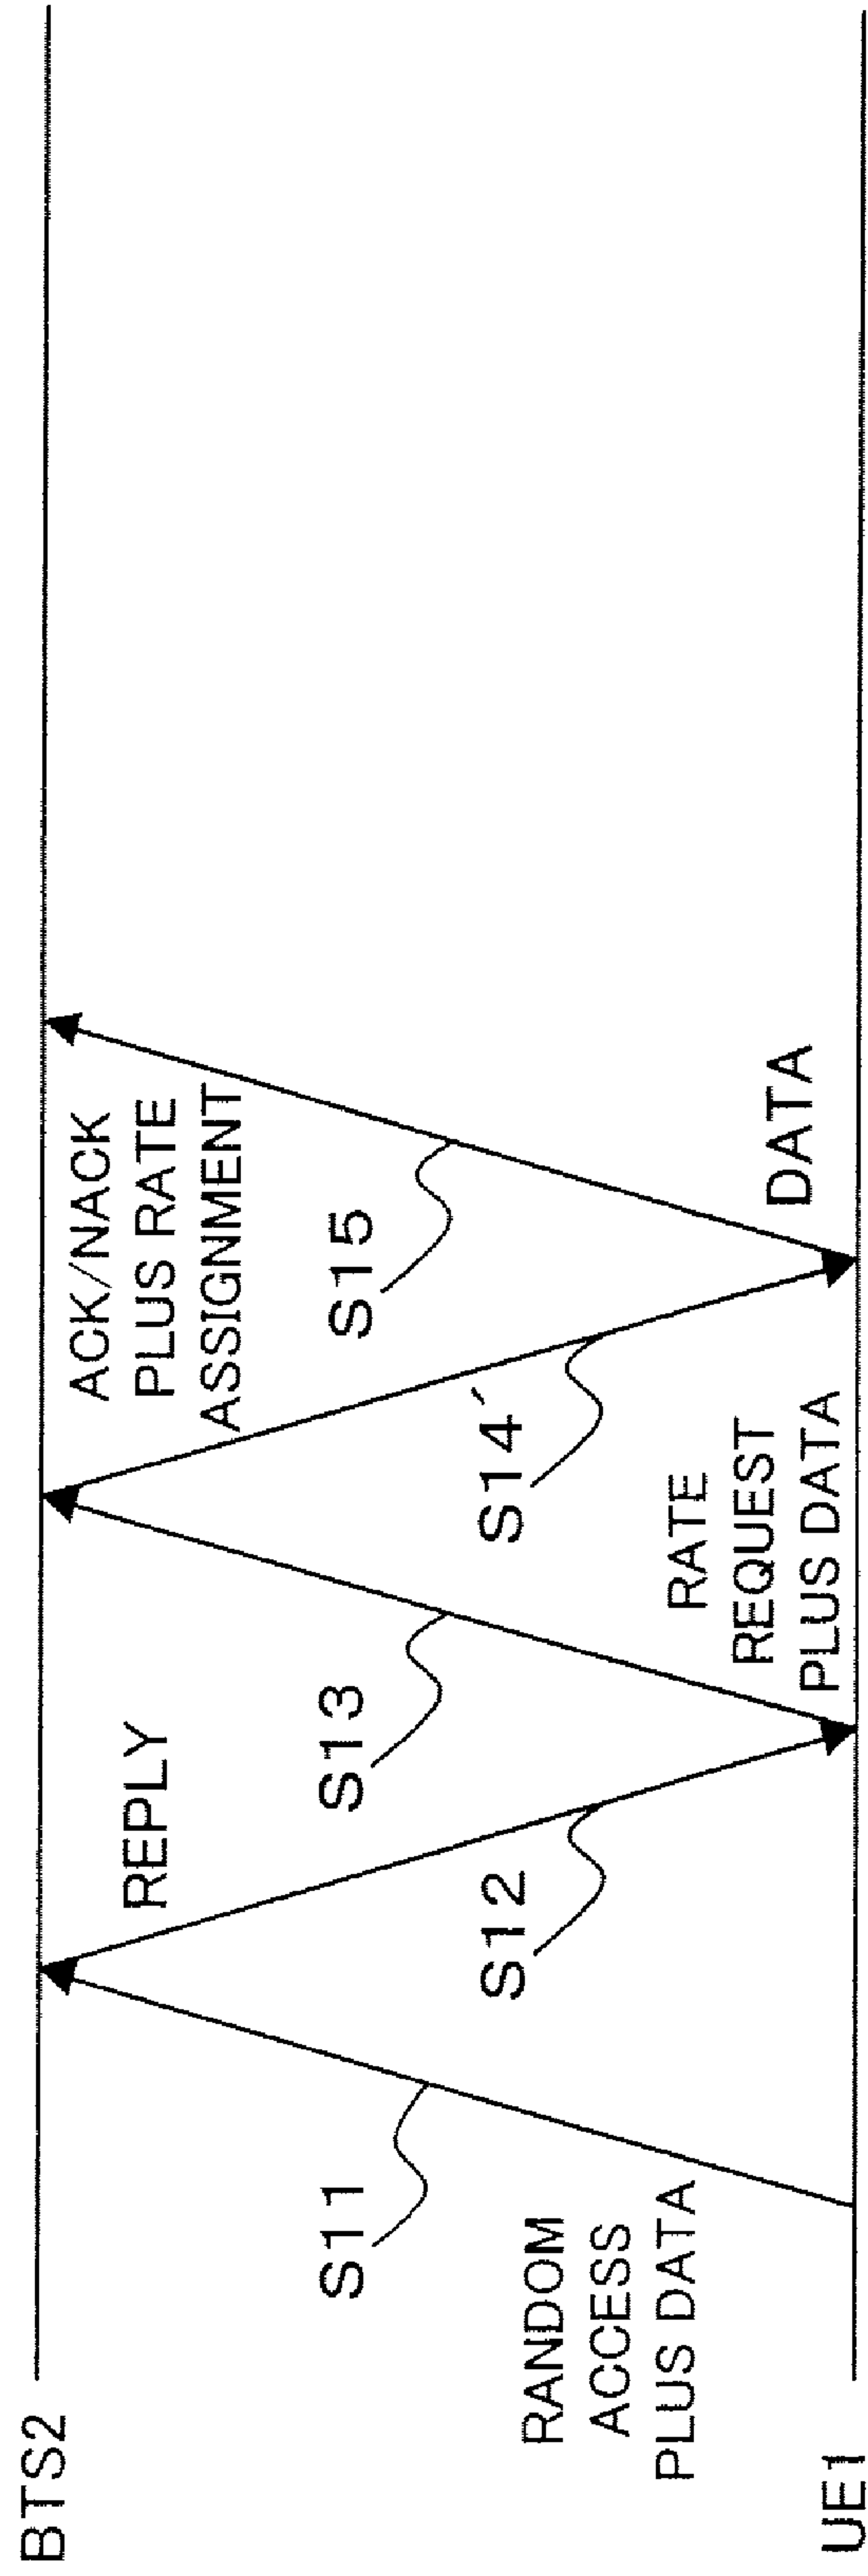 BTS2
UE1
RANDOM
ACCESS
PLUS DATA
S11
REPLY
S12
S13
RATE
REQUEST
PLUS DATA
ACK/NACK
PLUS RATE
ASSIGNMENT
S14´
S15
DATA